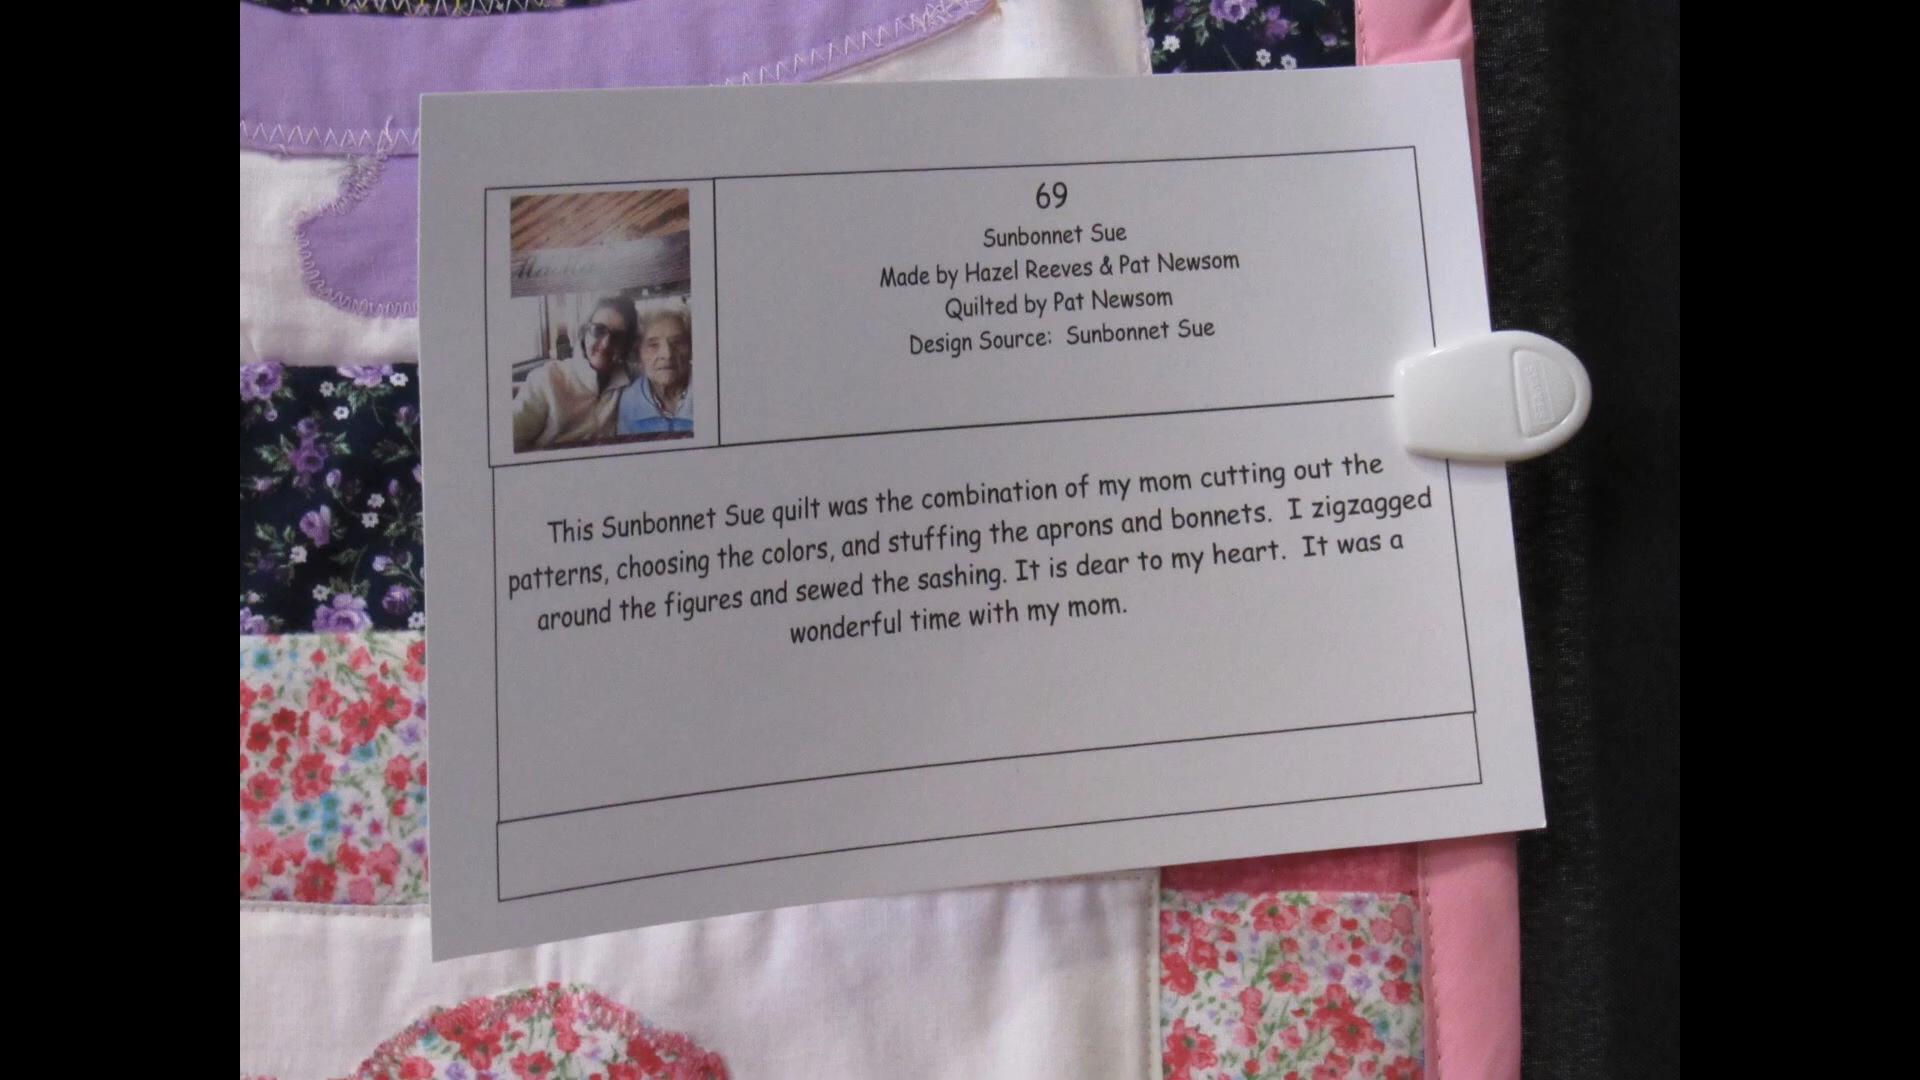 69
Sunbonnet Sue
Made by Hazel Reeves & Pat Newsom
Quilted by Pat Newsom
Design Source: Sunbonnet Sue
This Sunbonnet Sue quilt was the combination of my mom cutting out the
patterns, choosing the colors, and stuffing the aprons and bonnets. I zigzagged
around the figures and sewed the sashing. It is dear to my heart. It was a
wonderful time with my mom.